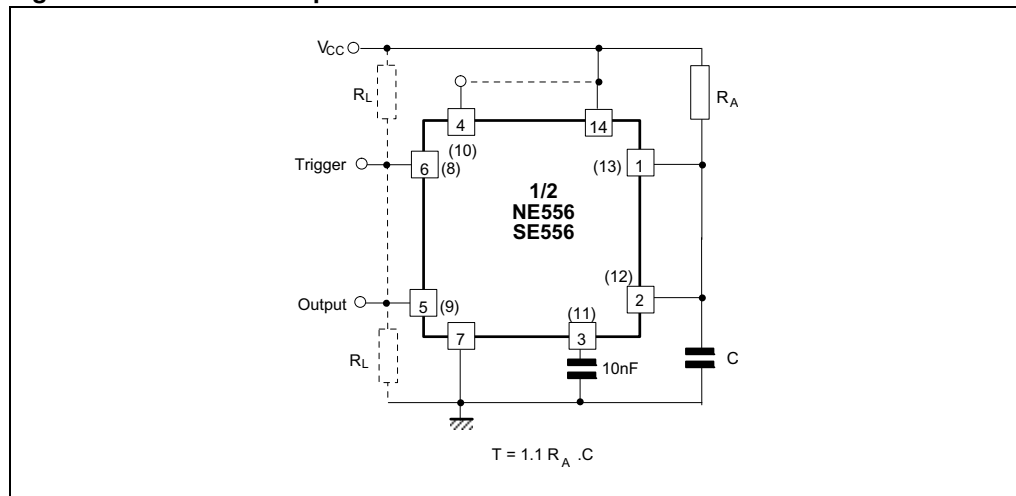 VCC
RL
RA
4
14
(10)
Trigger
6
(8)
(13)
1
1/2
NE556
SE556
(12)
2
Output
5
(9)
(11)
7
3
RL
10nF
C
T = 1.1 R A .C